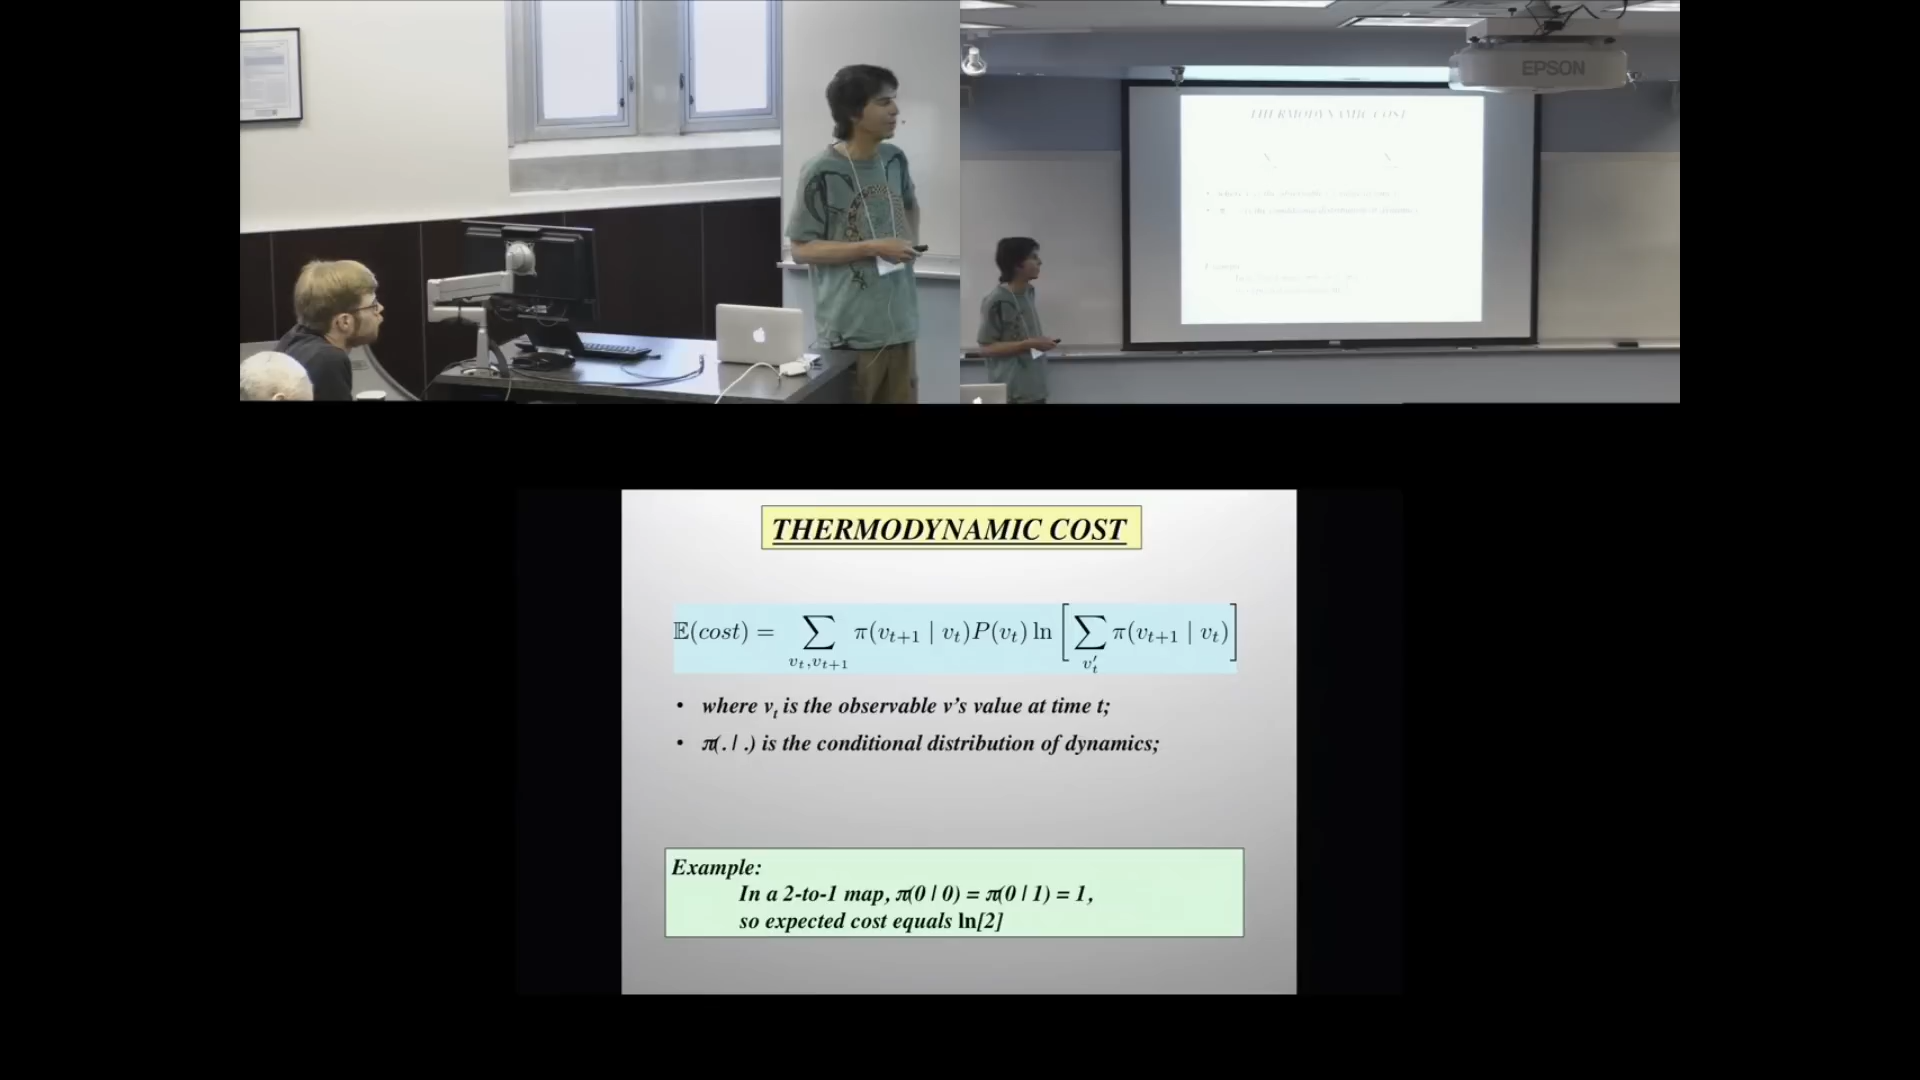 EPSON
THERMODYNAMIC COST
THERMODYNAMIC COST
𝔼(cost) = ∑_{v_t, v_{t+1}} π(v_{t+1} | v_t)P(v_t) ln [ ∑_{v′_t} π(v_{t+1} | v_t) ]
• where v_t is the observable v’s value at time t;
• π(. | .) is the conditional distribution of dynamics;
Example:
In a 2-to-1 map, π(0 | 0) = π(0 | 1) = 1,
so expected cost equals ln[2]